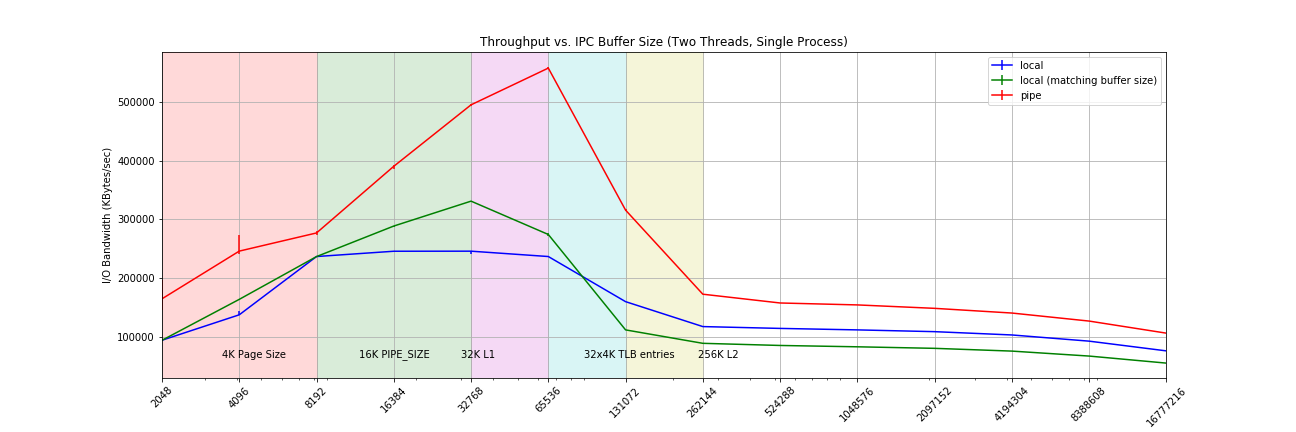 Throughput vs. IPC Buffer Size (Two Threads, Single Process)
I/O Bandwidth (KBytes/sec)
500000
400000
300000
200000
100000
local
local (matching buffer size)
pipe
4K Page Size
16K PIPE_SIZE
32K L1
32x4K TLB entries
256K L2
2048
4096
8192
16384
32768
65536
131072
262144
524288
1048576
2097152
4194304
8388608
16777216